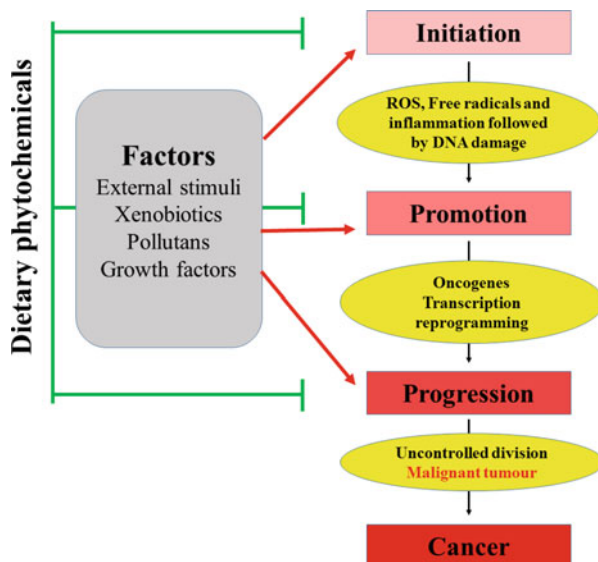 Dietary phytochemicals
Factors
External stimuli
Xenobiotics
Pollutans
Growth factors
Initiation
ROS, Free radicals and
inflammation followed
by DNA damage
Promotion
Oncogenes
Transcription
reprogramming
Progression
Uncontrolled division
Malignant tumour
Cancer